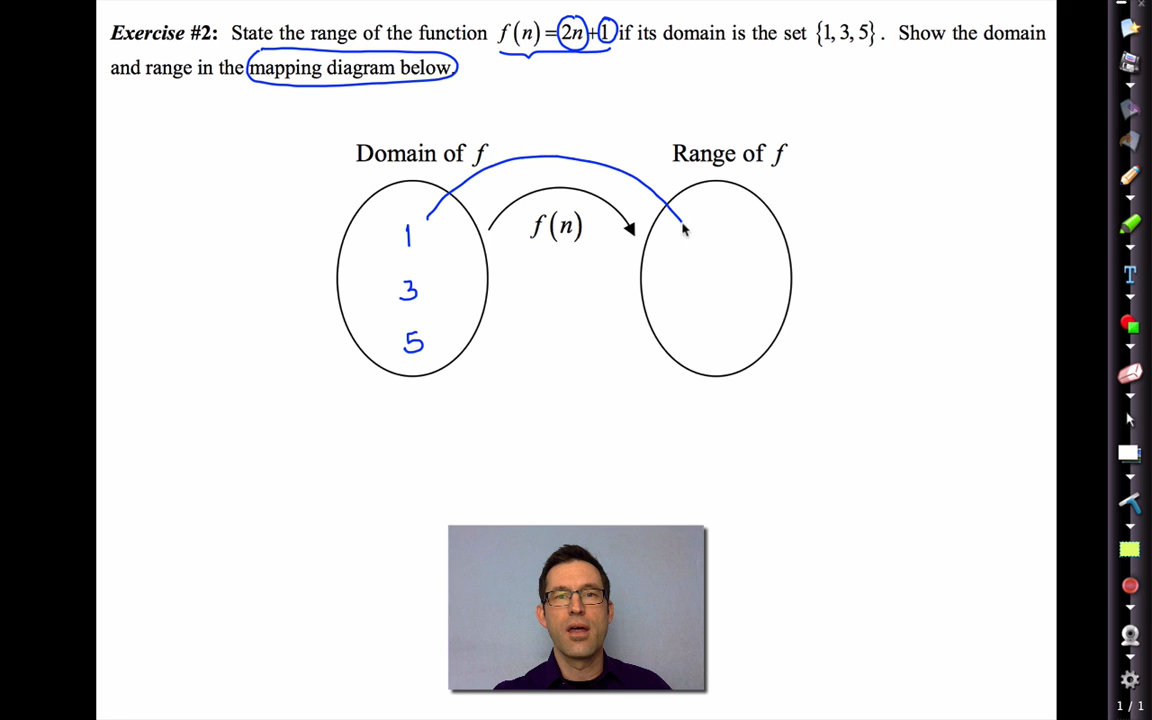 Exercise #2: State the range of the function f(n)=2n+1 if its domain is the set {1, 3, 5}. Show the domain
and range in the mapping diagram below.
Domain of f
Range of f
f(n)
1
3
5
T
1 / 1